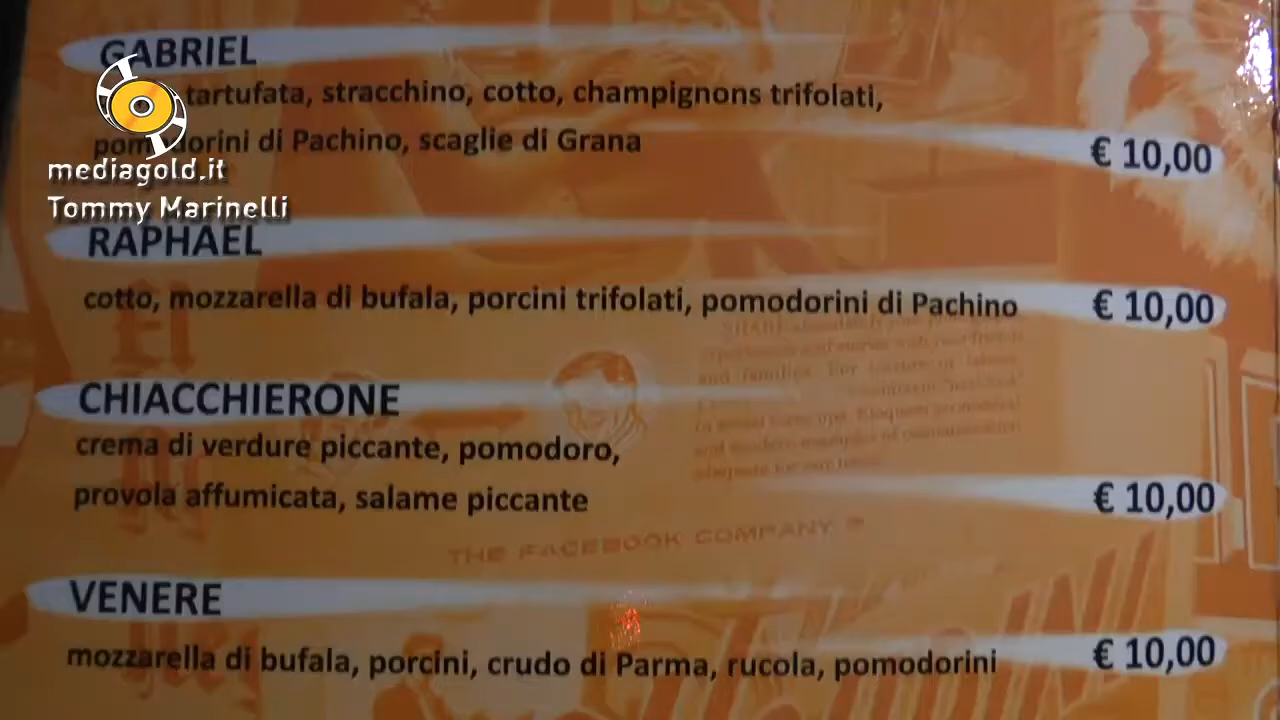 GABRIEL
tartufata, stracchino, cotto, champignons trifolati,
pomodorini di Pachino, scaglie di Grana
€ 10,00
mediagold.it
Tommy Marinelli
RAPHAEL
cotto, mozzarella di bufala, porcini trifolati, pomodorini di Pachino
€ 10,00
CHIACCHIERONE
crema di verdure piccante, pomodoro,
provola affumicata, salame piccante
€ 10,00
THE FACEBOOK COMPANY
VENERE
mozzarella di bufala, porcini, crudo di Parma, rucola, pomodorini
€ 10,00